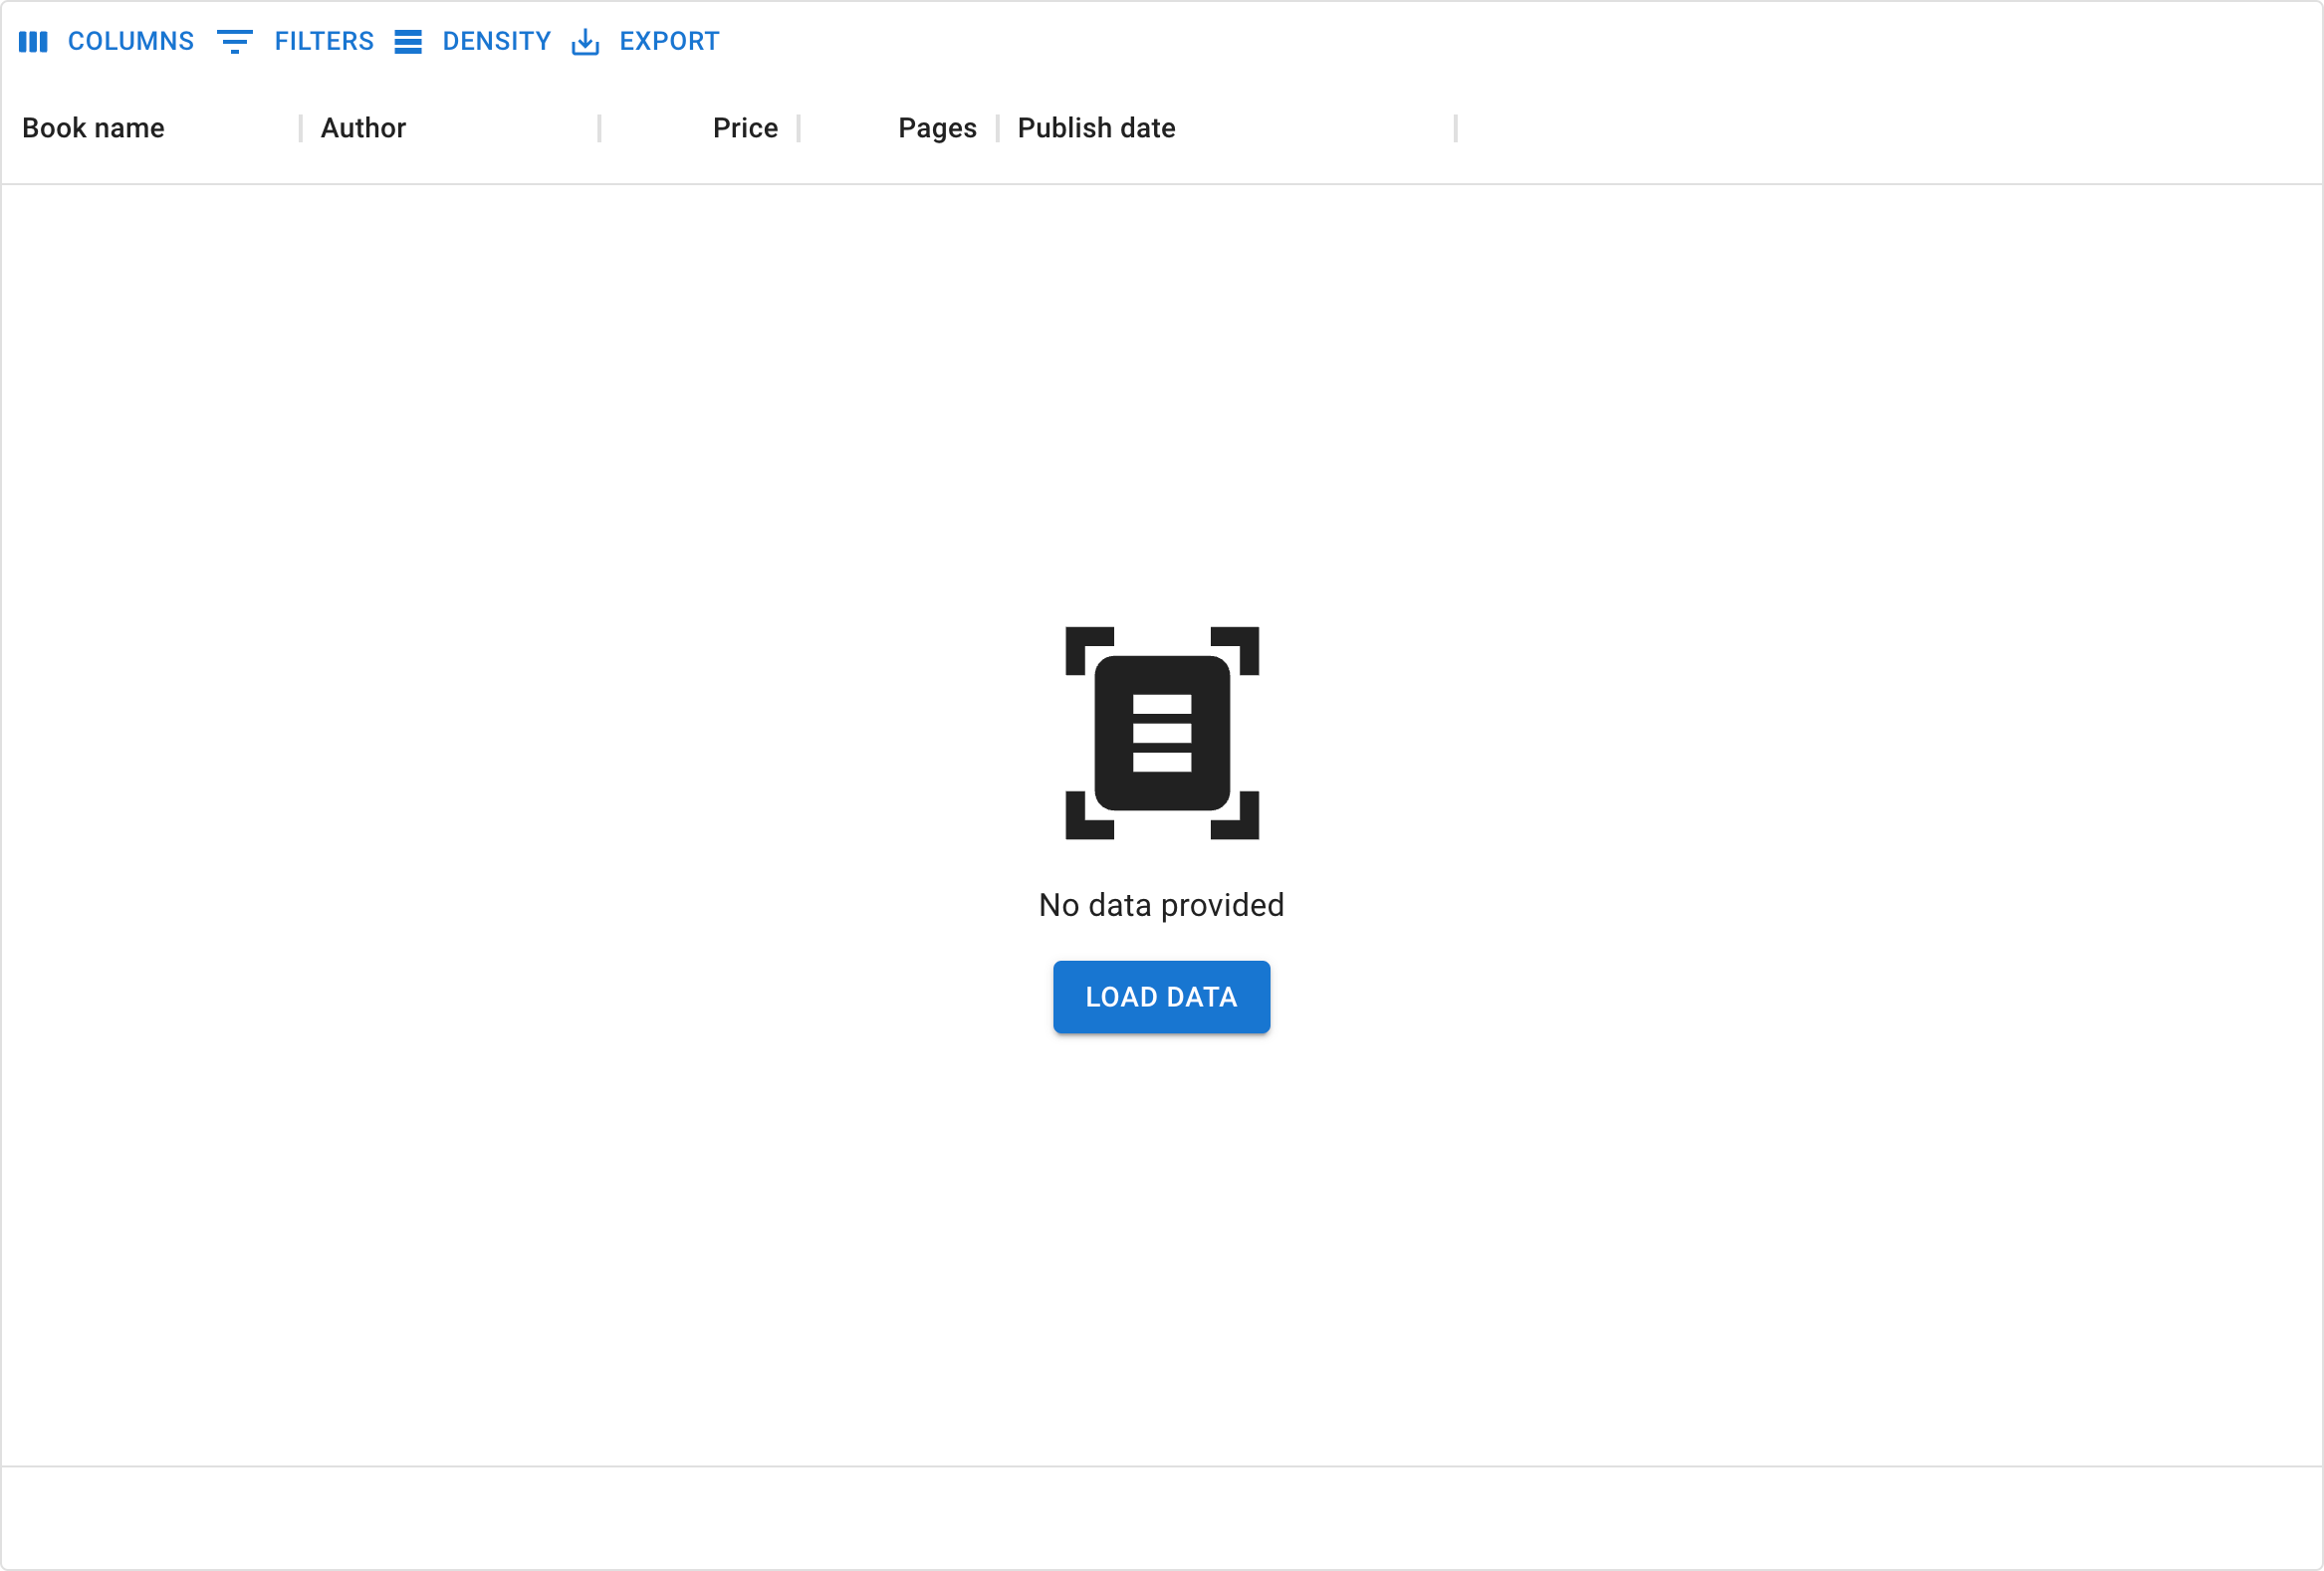 COLUMNS FILTERS DENSITY EXPORT
Book name Author Price Pages Publish date
No data provided
LOAD DATA